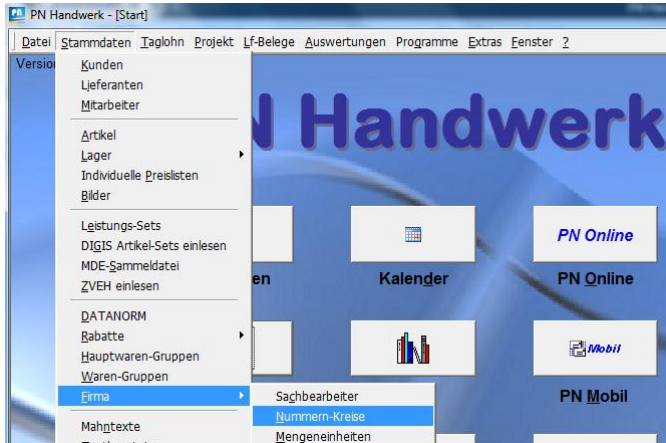 PN Handwerk - [Start]
Datei Stammdaten Taglohn Projekt Lf-Belege Auswertungen Programme Extras Fenster ?
Kunden
Lieferanten
Mitarbeiter
Artikel
Lager
Individuelle Preislisten
Bilder
Leistungs-Sets
DIGIS Artikel-Sets einlesen
MDE-Sammeldatei
ZVEH einlesen
DATANORM
Rabatte
Hauptwaren-Gruppen
Waren-Gruppen
Firma
Mahntexte
Sachbearbeiter
Nummern-Kreise
Mengeneinheiten
N Handwerk
PN Online
en
Kalender
PN Online
Mobil
PN Mobil